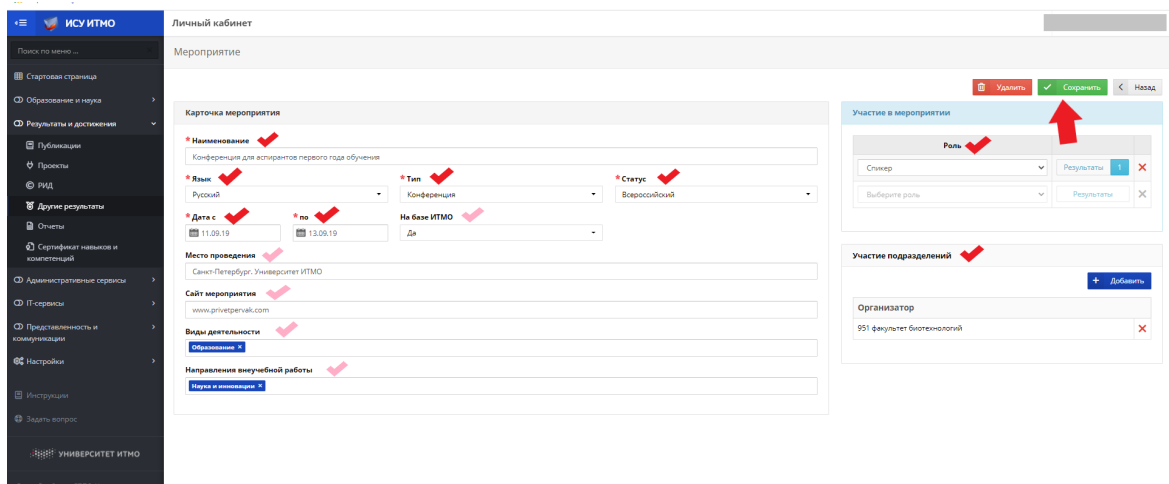 ИСУ ИТМО
Личный кабинет
Поиск по меню ...
Мероприятие
Стартовая страница
Образование и наука
Результаты и достижения
Публикации
Проекты
РИД
Другие результаты
Отчеты
Сертификат навыков и
компетенций
Административные сервисы
IT-сервисы
Представленность и
коммуникации
Настройки
Инструкции
Задать вопрос
УНИВЕРСИТЕТ ИТМО
Удалить Сохранить Назад
Карточка мероприятия
* Наименование
Конференция для аспирантов первого года обучения
* Язык * Тип * Статус
Русский Конференция Всероссийский
* Дата с * по На базе ИТМО
11.09.19 13.09.19 Да
Место проведения
Санкт-Петербург. Университет ИТМО
Сайт мероприятия
www.privetpervak.com
Виды деятельности
Образование ×
Направления внеучебной работы
Наука и инновации ×
Участие в мероприятии
Роль
Спикер Результаты 1
Выберите роль Результаты
Участие подразделений
+ Добавить
Организатор
951 факультет биотехнологий